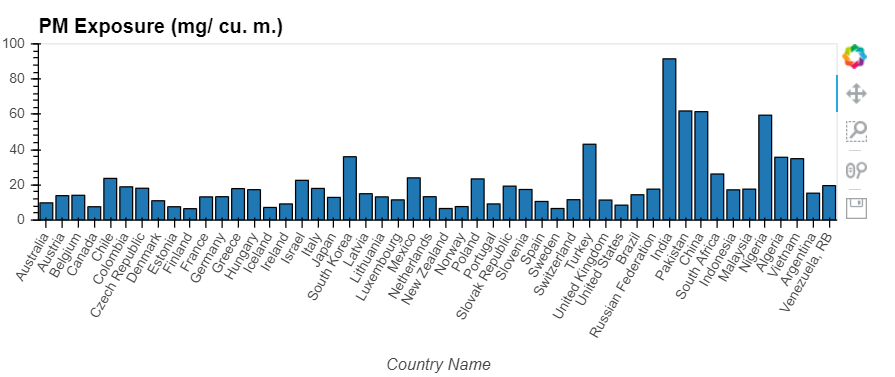 PM Exposure (mg/ cu. m.)
100
80
60
40
20
0
Australia
Austria
Belgium
Canada
Chile
Colombia
Czech Republic
Denmark
Estonia
Finland
France
Germany
Greece
Hungary
Iceland
Ireland
Israel
Italy
Japan
South Korea
Latvia
Lithuania
Luxembourg
Mexico
Netherlands
New Zealand
Norway
Poland
Portugal
Slovak Republic
Slovenia
Spain
Sweden
Switzerland
Turkey
United Kingdom
United States
Brazil
Russian Federation
India
Pakistan
China
South Africa
Indonesia
Malaysia
Nigeria
Algeria
Vietnam
Argentina
Venezuela, RB
Country Name